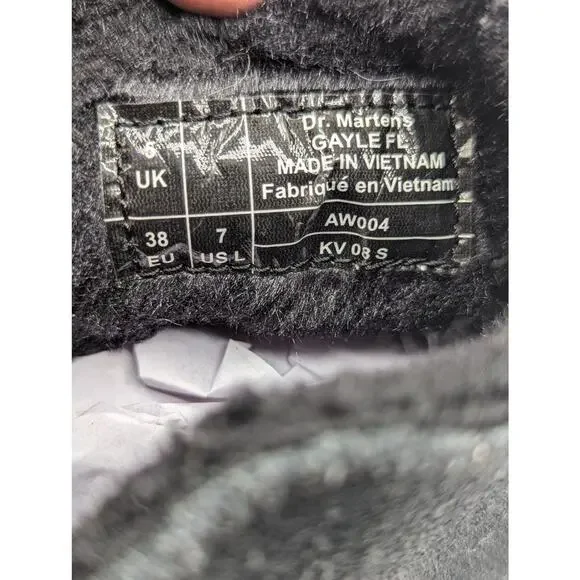 Dr. Martens
GAYLE FL
MADE IN VIETNAM
Fabriqué en Vietnam
UK
AW004
38
EU
7
US L
KV 08 S